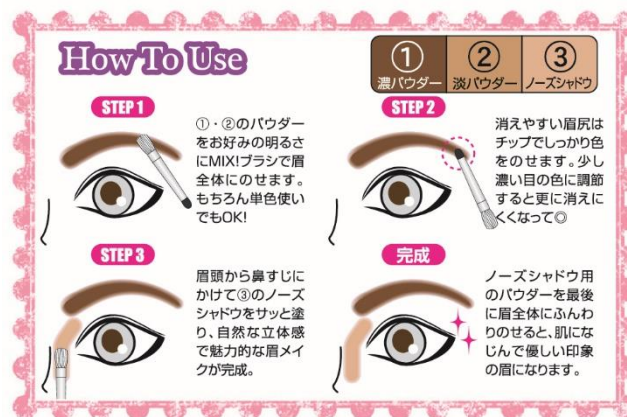 How To Use
① ② ③
濃パウダー 淡パウダー ノーズシャドウ
STEP 1
①・②のパウダー
をお好みの明るさ
にMIX!ブラシで眉
全体にのせます。
もちろん単色使い
でもOK!
STEP 2
消えやすい眉尻は
チップでしっかり色
をのせます。少し
濃い目の色に調節
すると更に消えに
くくなって◎
STEP 3
眉頭から鼻すじに
かけて③のノーズ
シャドウをサッと塗
り、自然な立体感
で魅力的な眉メイ
クが完成。
完成
ノーズシャドウ用
のパウダーを最後
に眉全体にふんわ
りのせると、肌にな
じんで優しい印象
の眉になります。